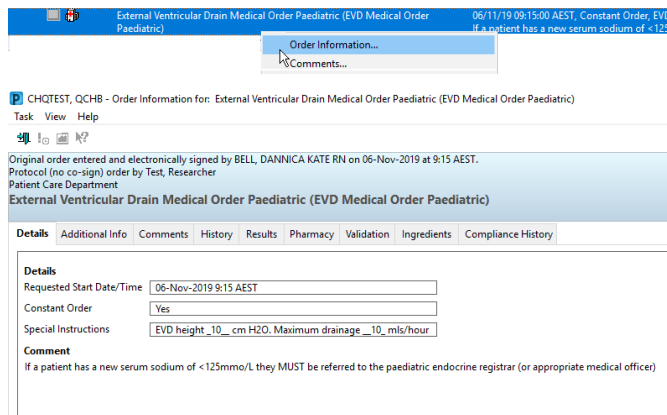 External Ventricular Drain Medical Order Paediatric (EVD Medical Order Paediatric)
06/11/19 09:15:00 AEST, Constant Order, EVD
If a patient has a new serum sodium of <125
Order Information...
Comments...
P CHQTEST, QCHB - Order Information for: External Ventricular Drain Medical Order Paediatric (EVD Medical Order Paediatric)
Task View Help
Original order entered and electronically signed by BELL, DANNICA KATE RN on 06-Nov-2019 at 9:15 AEST.
Protocol (no co-sign) order by Test, Researcher
Patient Care Department
External Ventricular Drain Medical Order Paediatric (EVD Medical Order Paediatric)
Details Additional Info Comments History Results Pharmacy Validation Ingredients Compliance History
Details
Requested Start Date/Time 06-Nov-2019 9:15 AEST
Constant Order Yes
Special Instructions EVD height _10__ cm H2O. Maximum drainage __10_ mls/hour
Comment
If a patient has a new serum sodium of <125mmo/L they MUST be referred to the paediatric endocrine registrar (or appropriate medical officer)